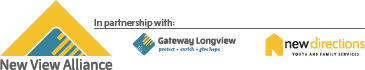 In partnership with:
Gateway Longview
protect • enrich • give hope
new directions
YOUTH AND FAMILY SERVICES
New View Alliance